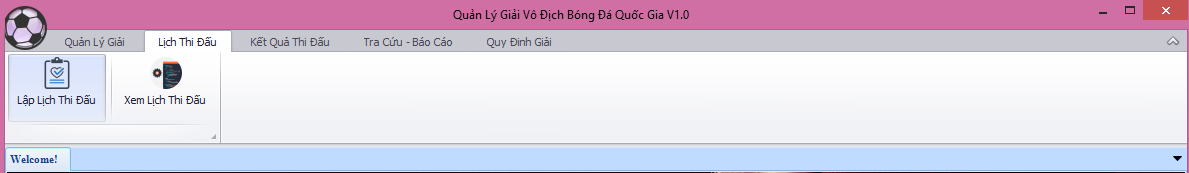 Quản Lý Giải Vô Địch Bóng Đá Quốc Gia V1.0
Quản Lý Giải Lịch Thi Đấu Kết Quả Thi Đấu Tra Cứu - Báo Cáo Quy Đinh Giải
Lập Lịch Thi Đấu Xem Lịch Thi Đấu
Welcome!